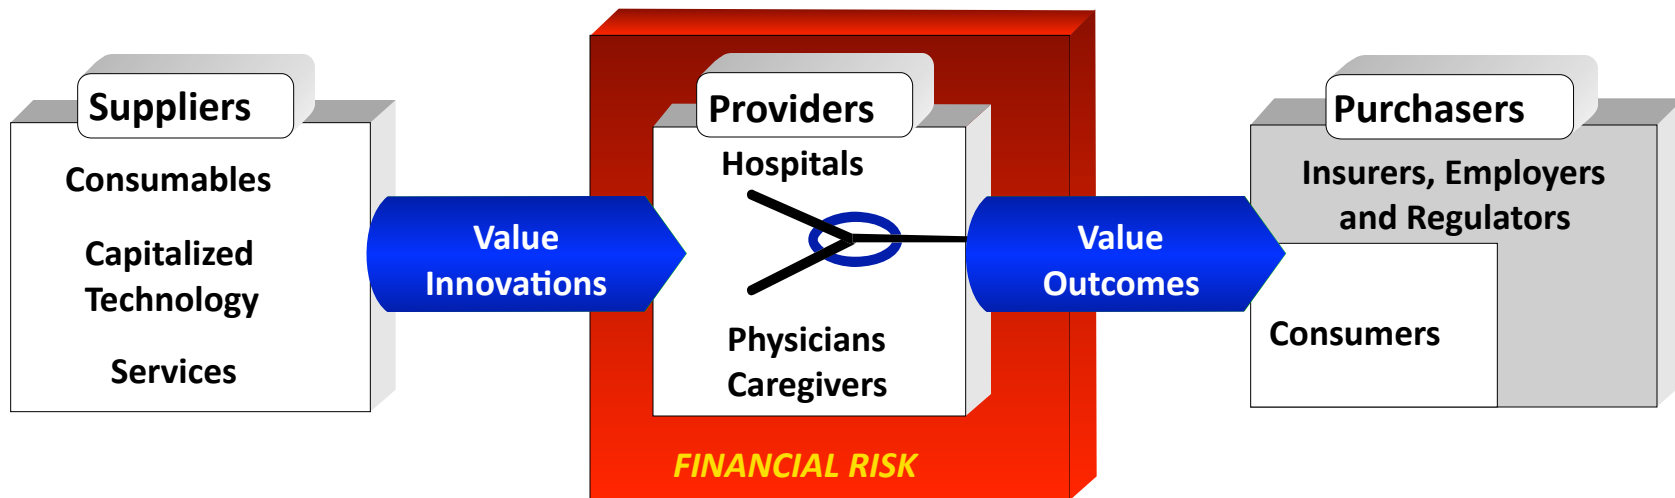 Suppliers
Consumables
Capitalized
Technology
Services
Value
Innovations
Providers
Hospitals
Physicians
Caregivers
FINANCIAL RISK
Value
Outcomes
Purchasers
Insurers, Employers
and Regulators
Consumers